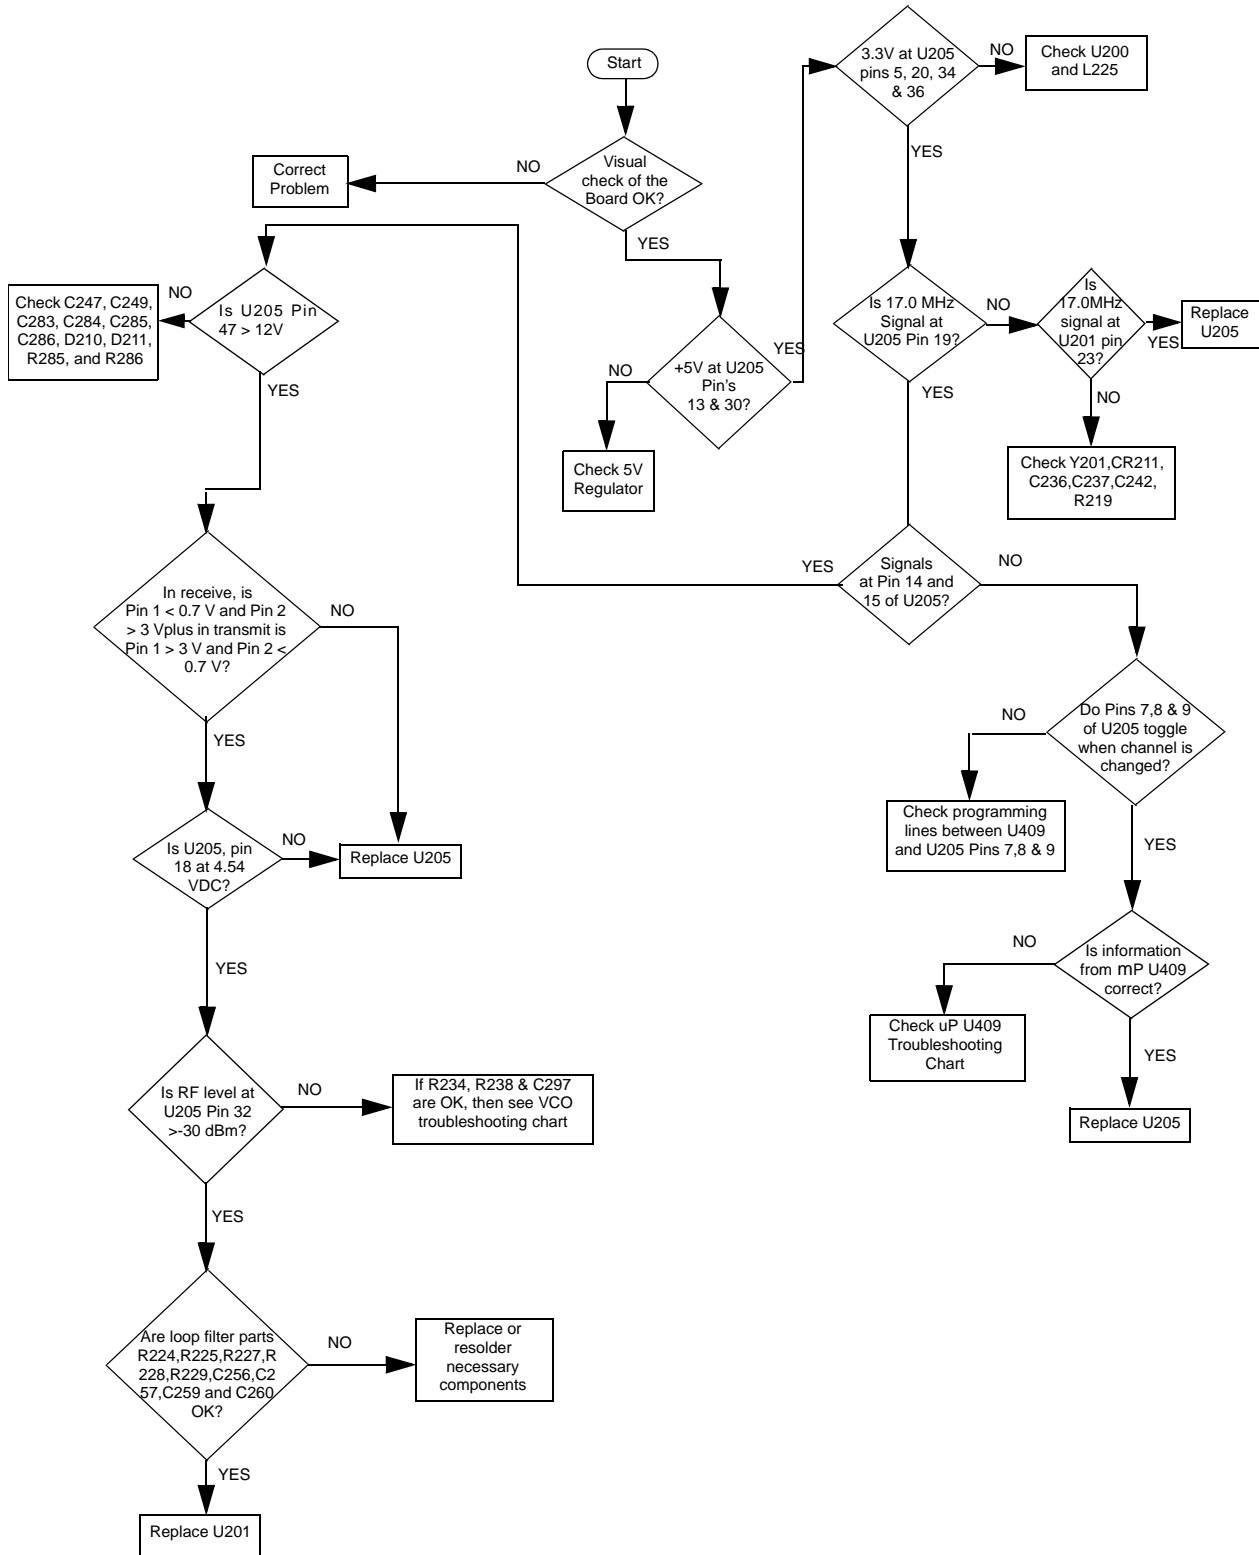 Start
NO
Visual
check of the
Board OK?
Correct
Problem
YES
3.3V at U205
pins 5, 20, 34
& 36
NO
Check U200
and L225
YES
NO
Is U205 Pin
47 > 12V
Check C247, C249,
C283, C284, C285,
C286, D210, D211,
R285, and R286
YES
NO
+5V at U205
Pin's
13 & 30?
YES
Check 5V
Regulator
Is 17.0 MHz
Signal at
U205 Pin 19?
NO
Is
17.0MHz
signal at
U201 pin
23?
YES
Replace
U205
YES
NO
Check Y201,CR211,
C236,C237,C242,
R219
In receive, is
Pin 1 < 0.7 V and Pin 2
> 3 Vplus in transmit is
Pin 1 > 3 V and Pin 2 <
0.7 V?
NO
YES
YES
Signals
at Pin 14 and
15 of U205?
NO
Do Pins 7,8 & 9
of U205 toggle
when channel is
changed?
NO
Check programming
lines between U409
and U205 Pins 7,8 & 9
YES
Is U205, pin
18 at 4.54
VDC?
NO
Replace U205
YES
NO
Is information
from mP U409
correct?
Check uP U409
Troubleshooting
Chart
YES
Replace U205
Is RF level at
U205 Pin 32
>-30 dBm?
NO
If R234, R238 & C297
are OK, then see VCO
troubleshooting chart
YES
Are loop filter parts
R224,R225,R227,R
228,R229,C256,C2
57,C259 and C260
OK?
NO
Replace or
resolder
necessary
components
YES
Replace U201